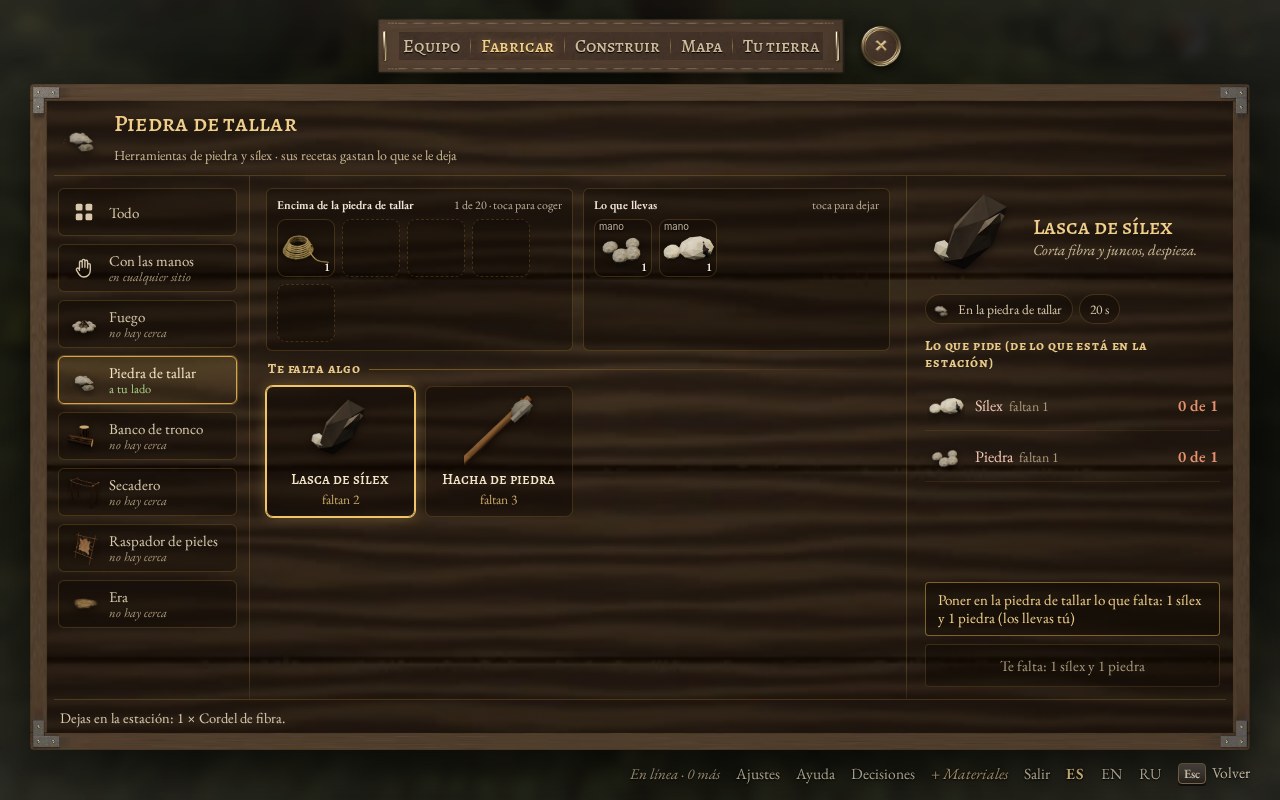 Equipo Fabricar Construir Mapa Tu tierra
Piedra de tallar
Herramientas de piedra y sílex · sus recetas gastan lo que se le deja
Todo
Con las manos
en cualquier sitio
Fuego
no hay cerca
Piedra de tallar
a tu lado
Banco de tronco
no hay cerca
Secadero
no hay cerca
Raspador de pieles
no hay cerca
Era
no hay cerca
Encima de la piedra de tallar 1 de 20 · toca para coger
1
Lo que llevas toca para dejar
mano mano
1 1
Te falta algo
Lasca de sílex
faltan 2
Hacha de piedra
faltan 3
Lasca de sílex
Corta fibra y juncos, despieza.
En la piedra de tallar 20 s
Lo que pide (de lo que está en la
estación)
Sílex faltan 1 0 de 1
Piedra faltan 1 0 de 1
Poner en la piedra de tallar lo que falta: 1 sílex
y 1 piedra (los llevas tú)
Te falta: 1 sílex y 1 piedra
Dejas en la estación: 1 × Cordel de fibra.
En línea · 0 más Ajustes Ayuda Decisiones + Materiales Salir ES EN RU Esc Volver